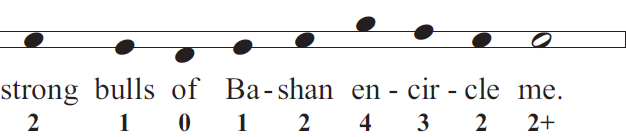 strong bulls of Ba - shan en - cir - cle me.
2 1 0 1 2 4 3 2 2+